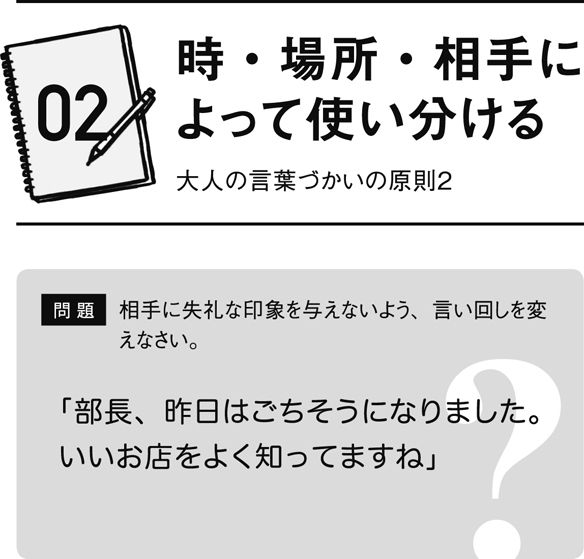 02
時・場所・相手に
よって使い分ける
大人の言葉づかいの原則2
問題 相手に失礼な印象を与えないよう、言い回しを変
えなさい。
「部長、昨日はごちそうになりました。
いいお店をよく知ってますね」
?